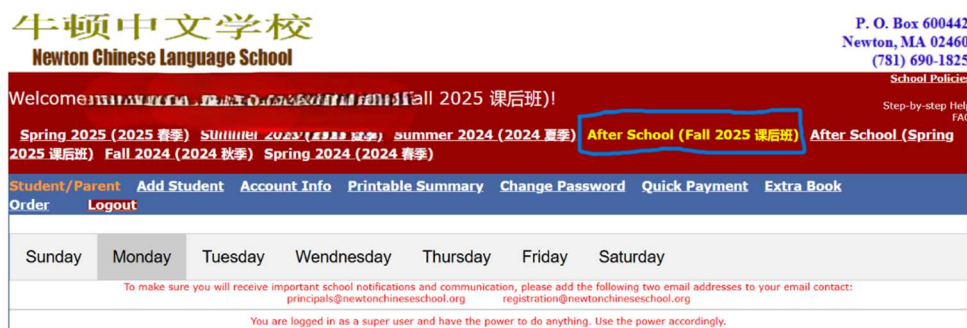 牛顿中文学校
Newton Chinese Language School
P. O. Box 600442
Newton, MA 02460
(781) 690-1825
School Policies
Welcome Fall 2025 课后班)!
Step-by-step Help
FAQ
Spring 2025 (2025 春季) Summer 2025 Summer 2024 (2024 夏季) After School (Fall 2025 课后班) After School (Spring
2025 课后班) Fall 2024 (2024 秋季) Spring 2024 (2024 春季)
Student/Parent Add Student Account Info Printable Summary Change Password Quick Payment Extra Book
Order Logout
Sunday Monday Tuesday Wendnesday Thursday Friday Saturday
To make sure you will receive important school notifications and communication, please add the following two email addresses to your email contact:
principals@newtonchineseschool.org registration@newtonchineseschool.org
You are logged in as a super user and have the power to do anything. Use the power accordingly.